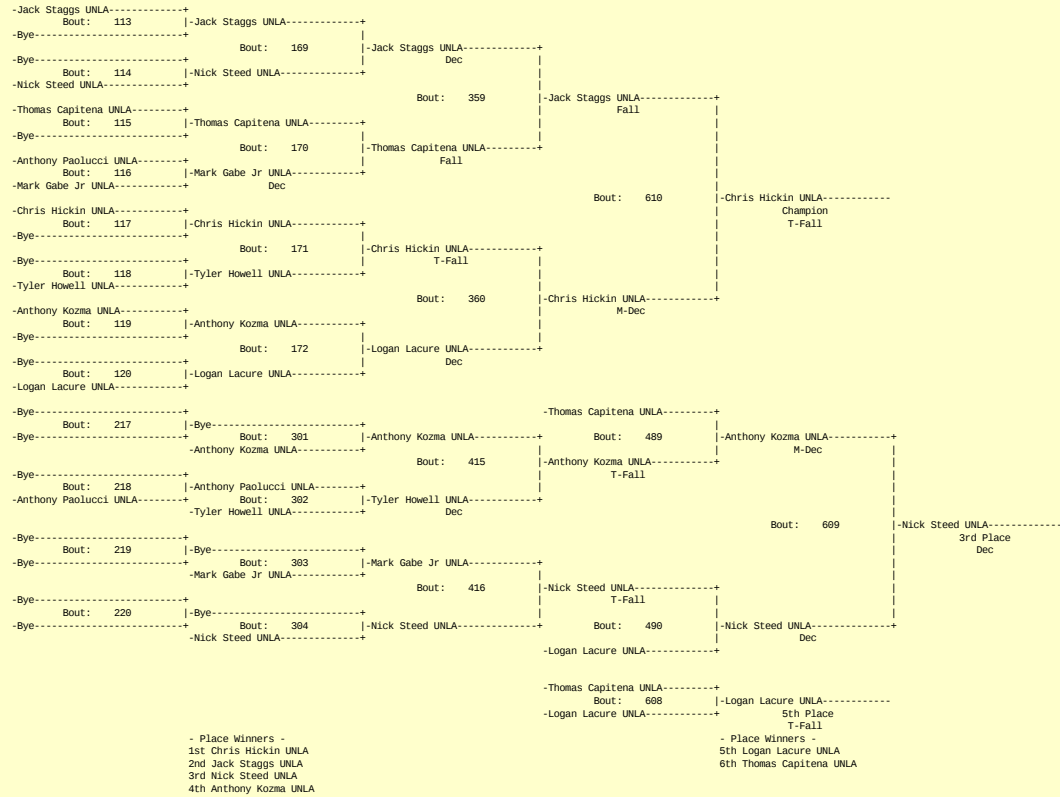 -Jack Staggs UNLA-----------+
Bout: 113 |-Jack Staggs UNLA-----------+
-Bye------------------------+ |
Bout: 169 |-Jack Staggs UNLA-----------+
-Bye------------------------+ | Dec |
Bout: 114 |-Nick Steed UNLA------------+ |
-Nick Steed UNLA------------+ |
Bout: 359 |-Jack Staggs UNLA-----------+
-Thomas Capitena UNLA-------+ | Fall |
Bout: 115 |-Thomas Capitena UNLA-------+ | |
-Bye------------------------+ | | |
Bout: 170 |-Thomas Capitena UNLA-------+ |
-Anthony Paolucci UNLA------+ | Fall |
Bout: 116 |-Mark Gabe Jr UNLA----------+ |
-Mark Gabe Jr UNLA----------+ Dec |
Bout: 610 |-Chris Hickin UNLA----------
-Chris Hickin UNLA----------+ | Champion
Bout: 117 |-Chris Hickin UNLA----------+ | T-Fall
-Bye------------------------+ | |
Bout: 171 |-Chris Hickin UNLA----------+ |
-Bye------------------------+ | T-Fall | |
Bout: 118 |-Tyler Howell UNLA----------+ | |
-Tyler Howell UNLA----------+ | |
Bout: 360 |-Chris Hickin UNLA----------+
-Anthony Kozma UNLA---------+ | M-Dec
Bout: 119 |-Anthony Kozma UNLA---------+ |
-Bye------------------------+ | |
Bout: 172 |-Logan Lacure UNLA----------+
-Bye------------------------+ | Dec
Bout: 120 |-Logan Lacure UNLA----------+
-Logan Lacure UNLA----------+
-Bye------------------------+ -Thomas Capitena UNLA-------+
Bout: 217 |-Bye------------------------+ |
-Bye------------------------+ Bout: 301 |-Anthony Kozma UNLA---------+ Bout: 489 |-Anthony Kozma UNLA---------+
-Anthony Kozma UNLA---------+ | | M-Dec |
Bout: 415 |-Anthony Kozma UNLA---------+ |
-Bye------------------------+ | T-Fall |
Bout: 218 |-Anthony Paolucci UNLA------+ | |
-Anthony Paolucci UNLA------+ Bout: 302 |-Tyler Howell UNLA----------+ |
-Tyler Howell UNLA----------+ Dec |
Bout: 609 |-Nick Steed UNLA------------
-Bye------------------------+ | 3rd Place
Bout: 219 |-Bye------------------------+ | Dec
-Bye------------------------+ Bout: 303 |-Mark Gabe Jr UNLA----------+ |
-Mark Gabe Jr UNLA----------+ | |
Bout: 416 |-Nick Steed UNLA------------+ |
-Bye------------------------+ | T-Fall | |
Bout: 220 |-Bye------------------------+ | | |
-Bye------------------------+ Bout: 304 |-Nick Steed UNLA------------+ Bout: 490 |-Nick Steed UNLA------------+
-Nick Steed UNLA------------+ | Dec
-Logan Lacure UNLA----------+
-Thomas Capitena UNLA-------+
Bout: 608 |-Logan Lacure UNLA----------
-Logan Lacure UNLA----------+ 5th Place
T-Fall
- Place Winners - - Place Winners -
1st Chris Hickin UNLA 5th Logan Lacure UNLA
2nd Jack Staggs UNLA 6th Thomas Capitena UNLA
3rd Nick Steed UNLA
4th Anthony Kozma UNLA